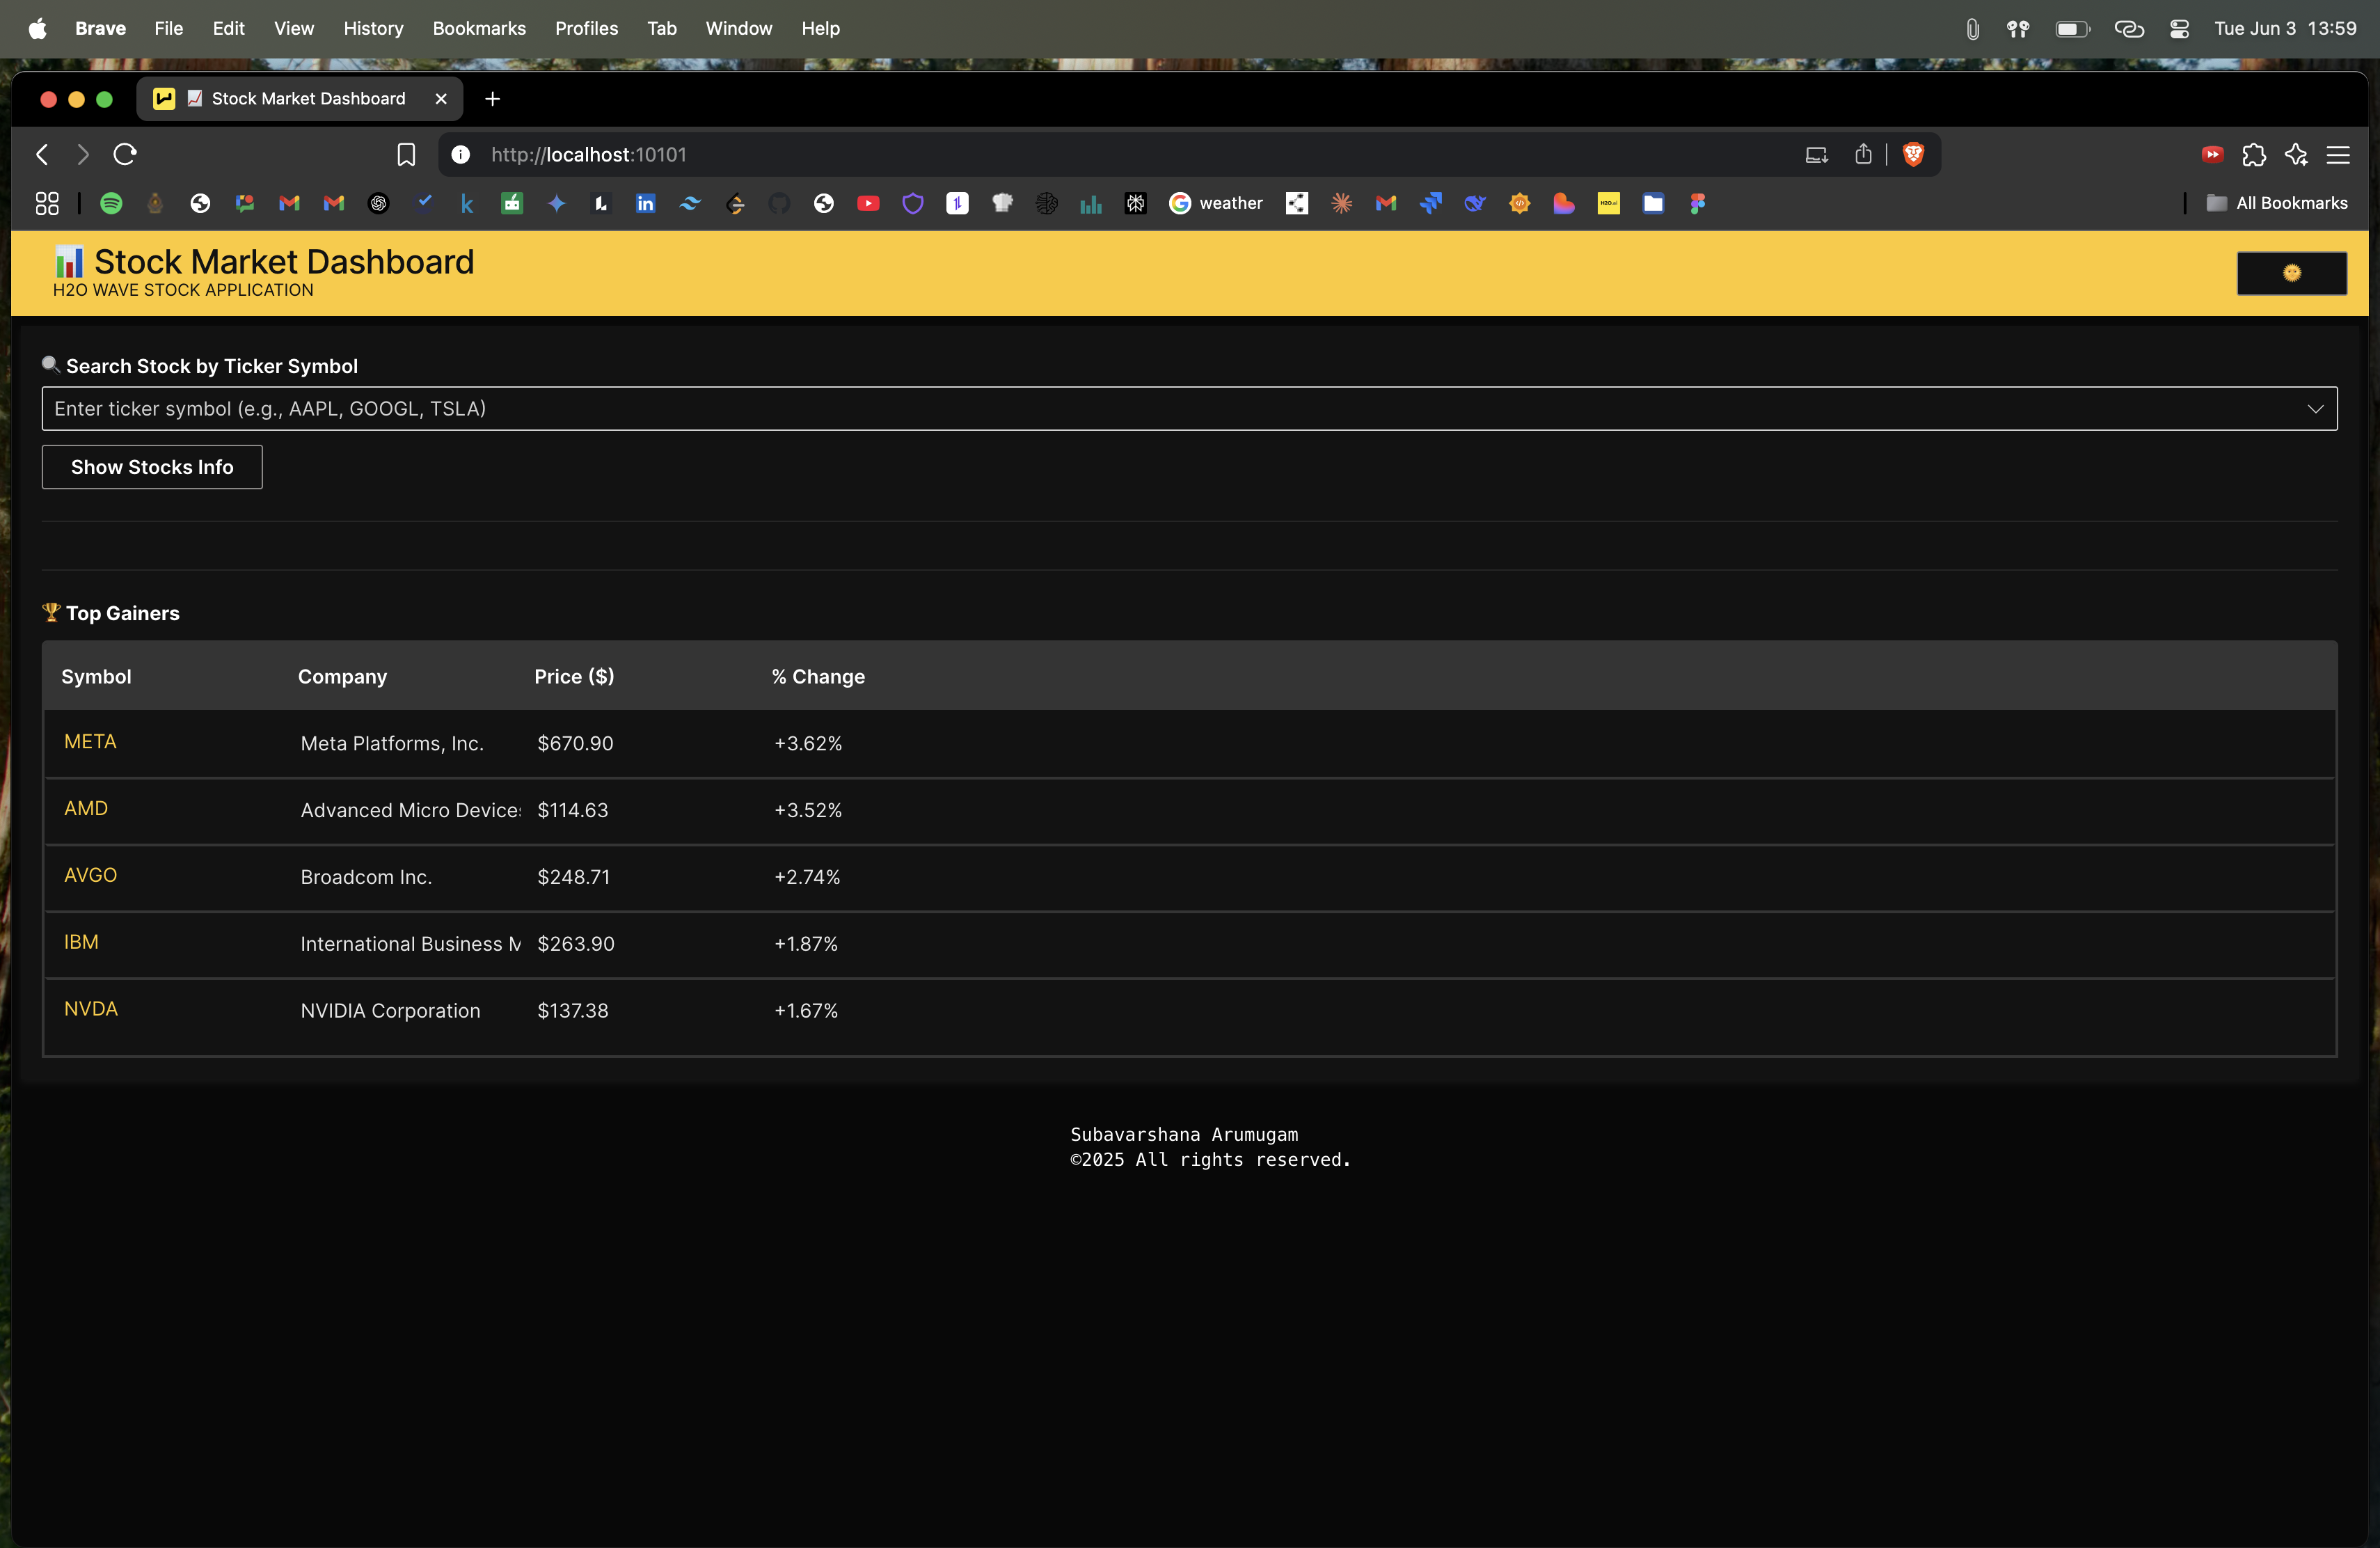 Brave File Edit View History Bookmarks Profiles Tab Window Help Tue Jun 3 13:59
Stock Market Dashboard
http://localhost:10101
weather All Bookmarks
Stock Market Dashboard
H2O WAVE STOCK APPLICATION
Search Stock by Ticker Symbol
Enter ticker symbol (e.g., AAPL, GOOGL, TSLA)
Show Stocks Info
Top Gainers
Symbol Company Price ($) % Change
META Meta Platforms, Inc. $670.90 +3.62%
AMD Advanced Micro Devices $114.63 +3.52%
AVGO Broadcom Inc. $248.71 +2.74%
IBM International Business M $263.90 +1.87%
NVDA NVIDIA Corporation $137.38 +1.67%
Subavarshana Arumugam
©2025 All rights reserved.